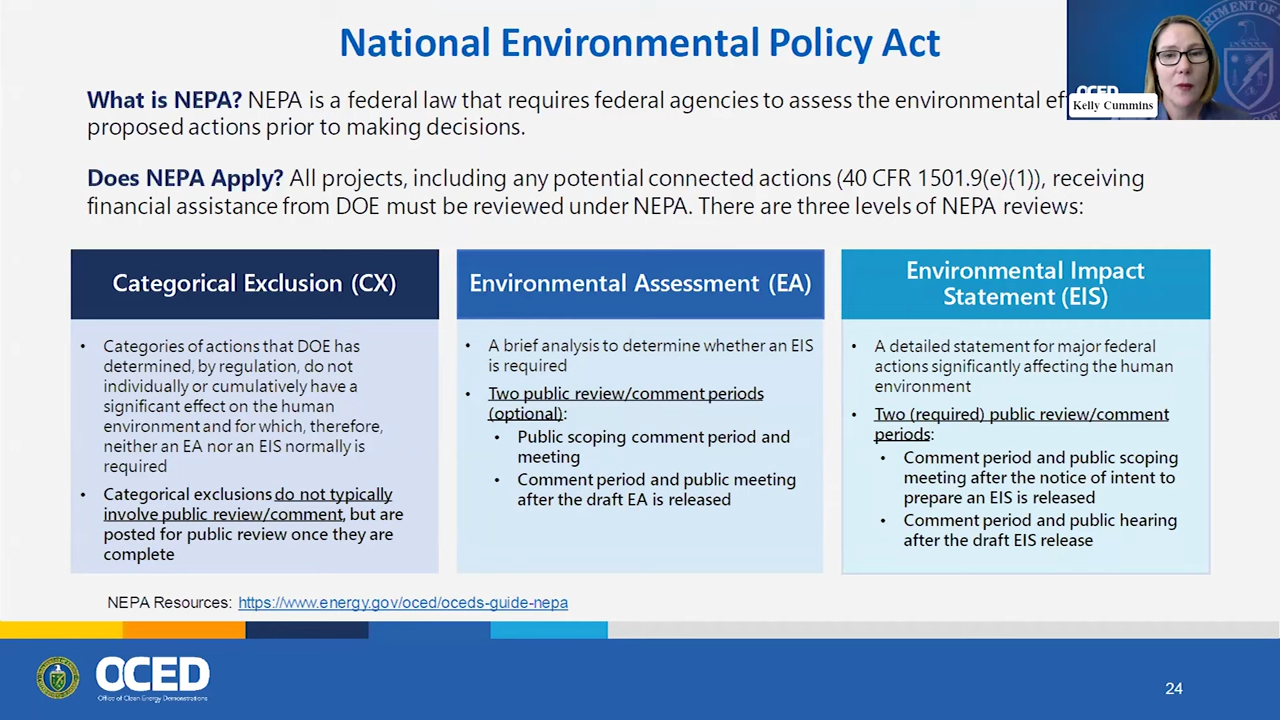 National Environmental Policy Act
What is NEPA? NEPA is a federal law that requires federal agencies to assess the environmental
proposed actions prior to making decisions.
OCED
Kelly Cummins
Does NEPA Apply? All projects, including any potential connected actions (40 CFR 1501.9(e)(1)), receiving
financial assistance from DOE must be reviewed under NEPA. There are three levels of NEPA reviews:
Categorical Exclusion (CX)
• Categories of actions that DOE has
determined, by regulation, do not
individually or cumulatively have a
significant effect on the human
environment and for which, therefore,
neither an EA nor an EIS normally is
required
• Categorical exclusions do not typically
involve public review/comment, but are
posted for public review once they are
complete
Environmental Assessment (EA)
• A brief analysis to determine whether an EIS
is required
• Two public review/comment periods
(optional):
• Public scoping comment period and
meeting
• Comment period and public meeting
after the draft EA is released
Environmental Impact
Statement (EIS)
• A detailed statement for major federal
actions significantly affecting the human
environment
• Two (required) public review/comment
periods:
• Comment period and public scoping
meeting after the notice of intent to
prepare an EIS is released
• Comment period and public hearing
after the draft EIS release
NEPA Resources: https://www.energy.gov/oced/oceds-guide-nepa
OCED
Office of Clean Energy Demonstrations
24